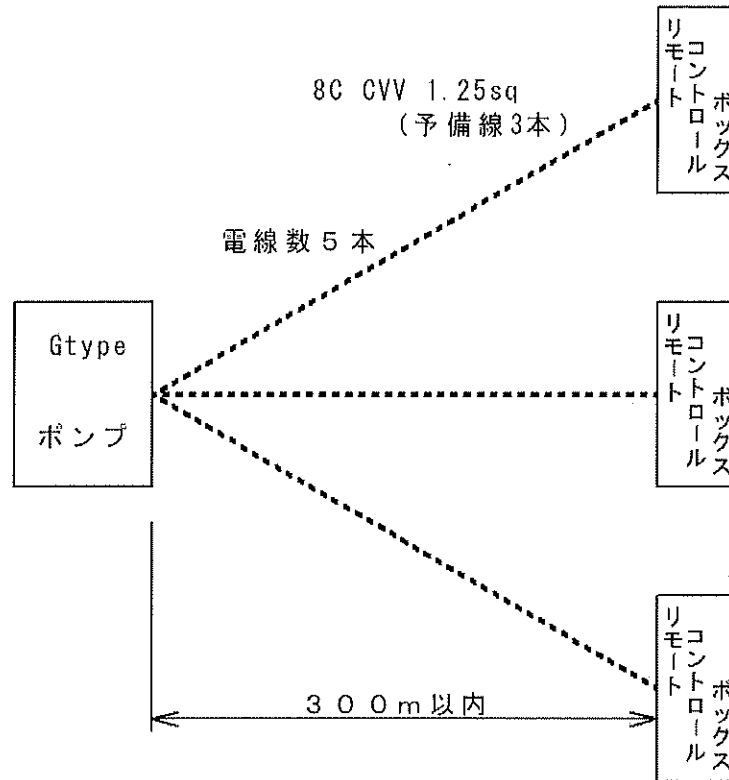 8C CVV 1.25sq
(予備線3本)
リモート
コントロール
ボックス
電線数5本
Gtype
ポンプ
リモート
コントロール
ボックス
リモート
コントロール
ボックス
300m以内